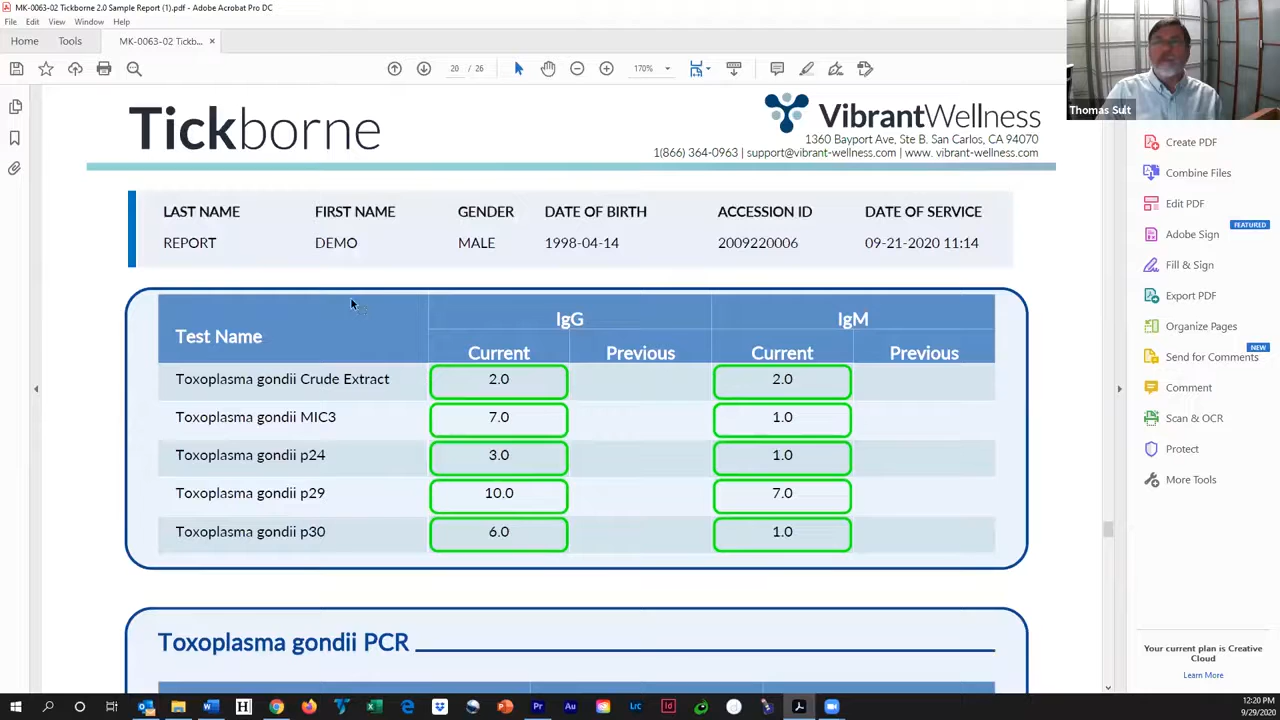 MK-0063-02 Tickborne 2.0 Sample Report (1).pdf - Adobe Acrobat Pro DC
File Edit View Window Help
Home Tools MK-0063-02 Tickb... ×
20 / 26 170%
Thomas Sult
Tickborne
VibrantWellness
1360 Bayport Ave, Ste B. San Carlos, CA 94070
1(866) 364-0963 | support@vibrant-wellness.com | www. vibrant-wellness.com
LAST NAME FIRST NAME GENDER DATE OF BIRTH ACCESSION ID DATE OF SERVICE
REPORT DEMO MALE 1998-04-14 2009220006 09-21-2020 11:14
Test Name IgG IgM
Current Previous Current Previous
Toxoplasma gondii Crude Extract 2.0 2.0
Toxoplasma gondii MIC3 7.0 1.0
Toxoplasma gondii p24 3.0 1.0
Toxoplasma gondii p29 10.0 7.0
Toxoplasma gondii p30 6.0 1.0
Toxoplasma gondii PCR
Create PDF
Combine Files
Edit PDF
FEATURED
Adobe Sign
Fill & Sign
Export PDF
Organize Pages
NEW
Send for Comments
Comment
Scan & OCR
Protect
More Tools
Your current plan is Creative
Cloud
Learn More
12:20 PM
9/29/2020